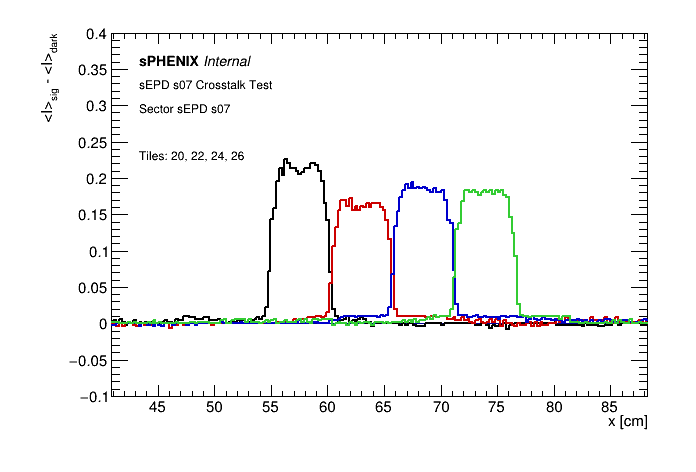 <I>sig - <I>dark
0.4
0.35
0.3
0.25
0.2
0.15
0.1
0.05
0
−0.05
−0.1
sPHENIX Internal
sEPD s07 Crosstalk Test
Sector sEPD s07
Tiles: 20, 22, 24, 26
45 50 55 60 65 70 75 80 85
x [cm]